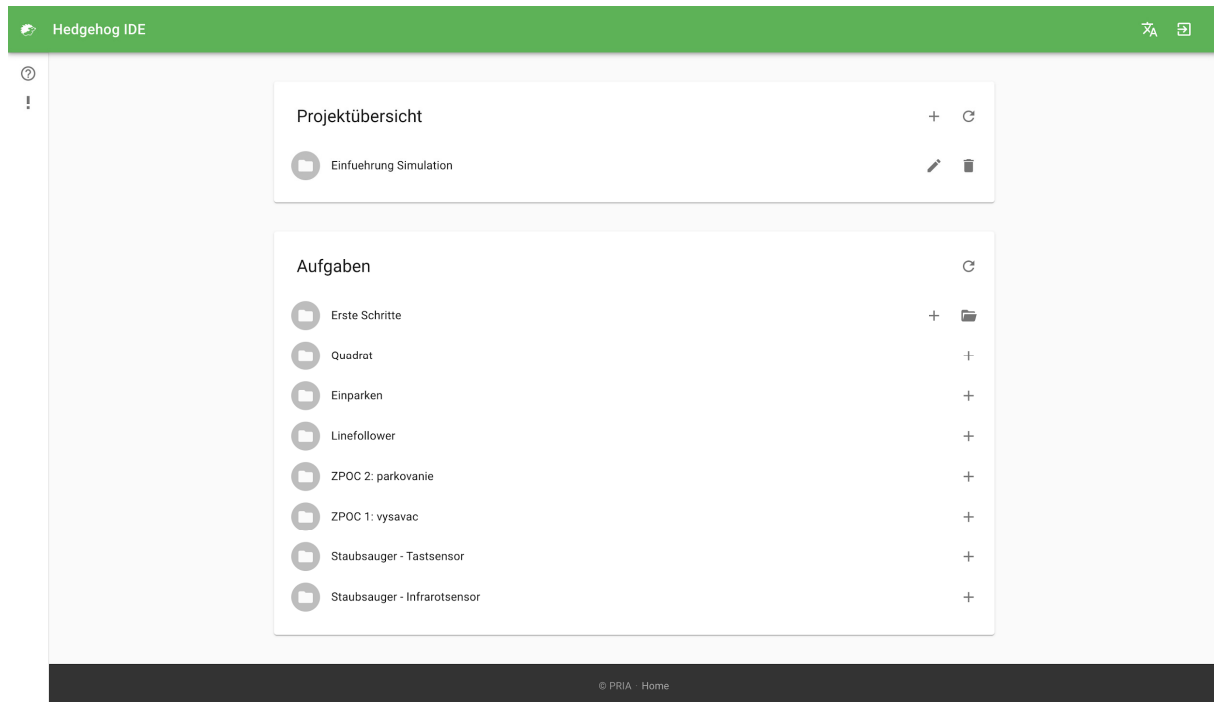 Hedgehog IDE
Projektübersicht
Einfuehrung Simulation
Aufgaben
Erste Schritte
Quadrat
Einparken
Linefollower
ZPOC 2: parkovanie
ZPOC 1: vysavac
Staubsauger - Tastsensor
Staubsauger - Infrarotsensor
© PRIA · Home